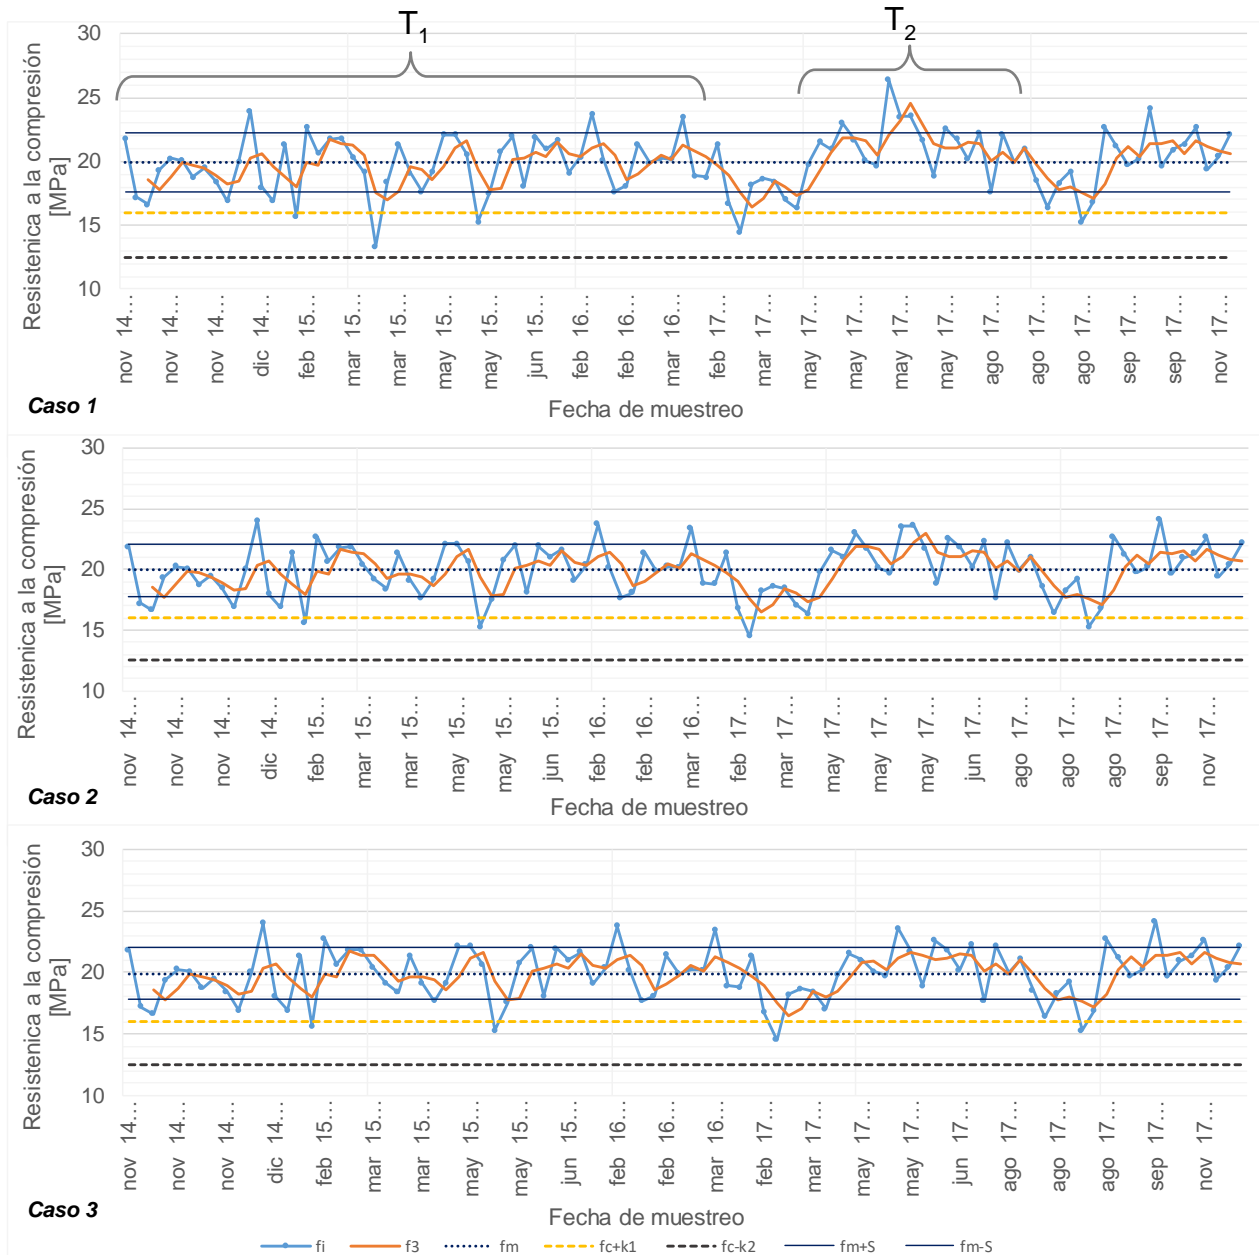 T1
T2
30
25
20
15
10
Resistenica a la compresión
[MPa]
nov 14…
nov 14…
nov 14…
dic 14…
feb 15…
mar 15…
mar 15…
may 15…
may 15…
jun 15…
feb 16…
feb 16…
mar 16…
feb 17…
mar 17…
may 17…
may 17…
may 17…
may 17…
ago 17…
ago 17…
ago 17…
sep 17…
sep 17…
nov 17…
Caso 1
Fecha de muestreo
30
25
20
15
10
Resistenica a la compresión
[MPa]
nov 14…
nov 14…
nov 14…
dic 14…
feb 15…
mar 15…
mar 15…
may 15…
may 15…
jun 15…
feb 16…
feb 16…
mar 16…
feb 17…
mar 17…
may 17…
may 17…
may 17…
jun 17…
ago 17…
ago 17…
ago 17…
sep 17…
nov 17…
Caso 2
Fecha de muestreo
30
25
20
15
10
Resistenica a la compresión
[MPa]
nov 14…
nov 14…
nov 14…
dic 14…
feb 15…
mar 15…
mar 15…
may 15…
may 15…
jun 15…
feb 16…
feb 16…
mar 16…
feb 17…
mar 17…
may 17…
may 17…
jun 17…
ago 17…
ago 17…
ago 17…
sep 17…
nov 17…
Caso 3
Fecha de muestreo
fi f3 fm fc+k1 fc-k2 fm+S fm-S